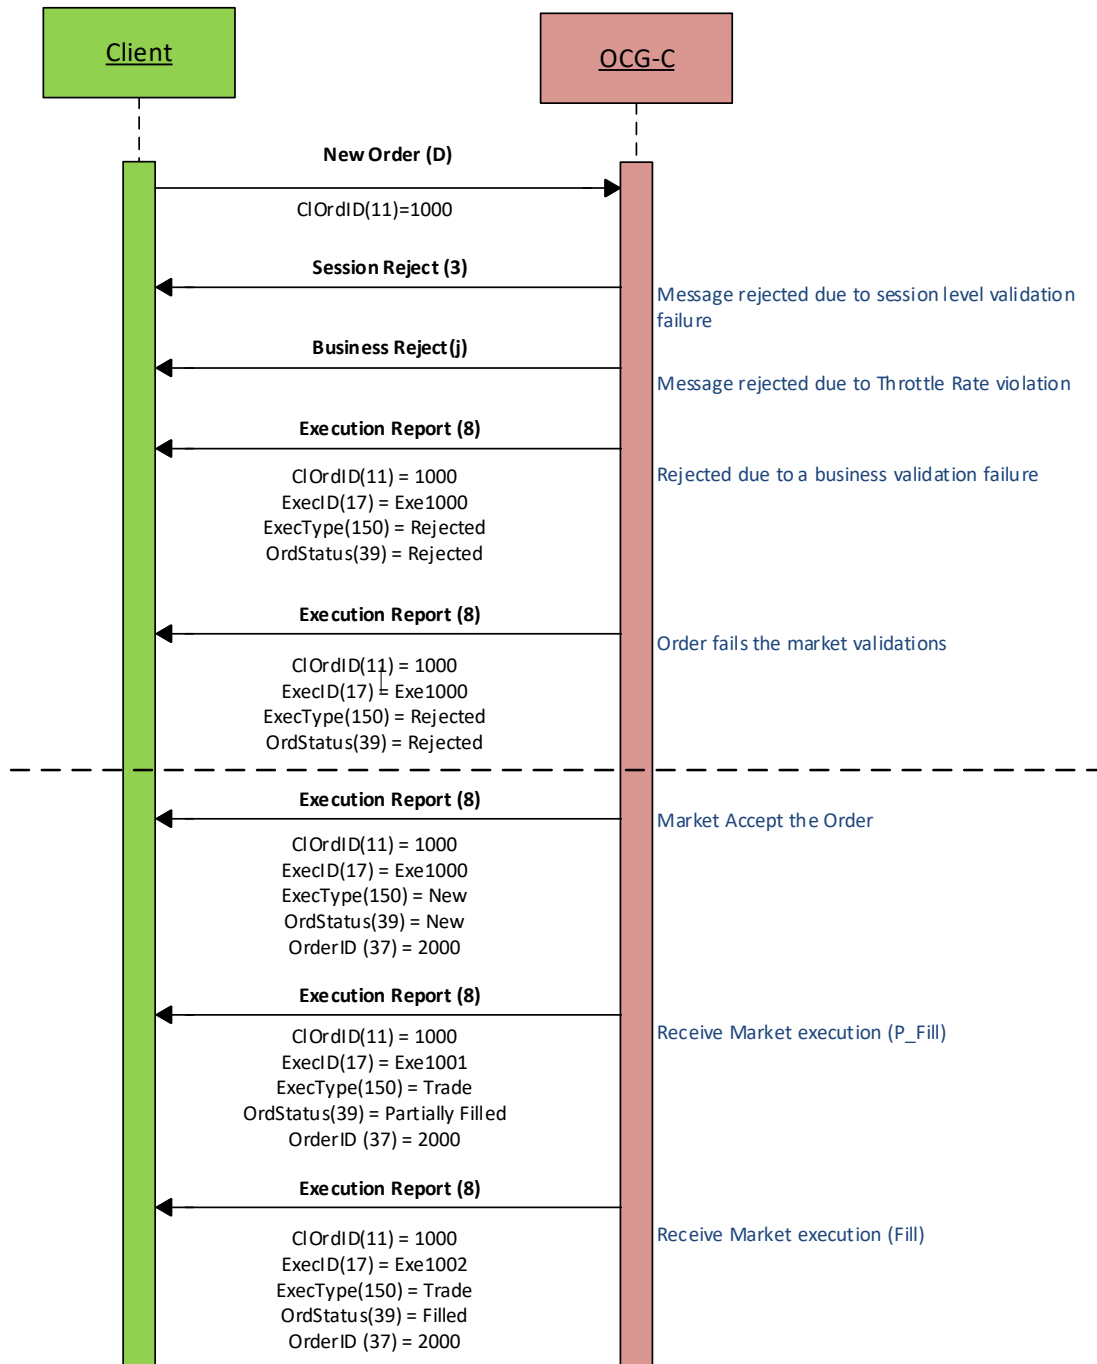 Client
OCG-C
New Order (D)
ClOrdID(11)=1000
Session Reject (3)
Message rejected due to session level validation
failure
Business Reject(j)
Message rejected due to Throttle Rate violation
Execution Report (8)
ClOrdID(11) = 1000
ExecID(17) = Exe1000
ExecType(150) = Rejected
OrdStatus(39) = Rejected
Rejected due to a business validation failure
Execution Report (8)
ClOrdID(11) = 1000
ExecID(17) = Exe1000
ExecType(150) = Rejected
OrdStatus(39) = Rejected
Order fails the market validations
Execution Report (8)
Market Accept the Order
ClOrdID(11) = 1000
ExecID(17) = Exe1000
ExecType(150) = New
OrdStatus(39) = New
OrderID (37) = 2000
Execution Report (8)
Receive Market execution (P_Fill)
ClOrdID(11) = 1000
ExecID(17) = Exe1001
ExecType(150) = Trade
OrdStatus(39) = Partially Filled
OrderID (37) = 2000
Execution Report (8)
Receive Market execution (Fill)
ClOrdID(11) = 1000
ExecID(17) = Exe1002
ExecType(150) = Trade
OrdStatus(39) = Filled
OrderID (37) = 2000